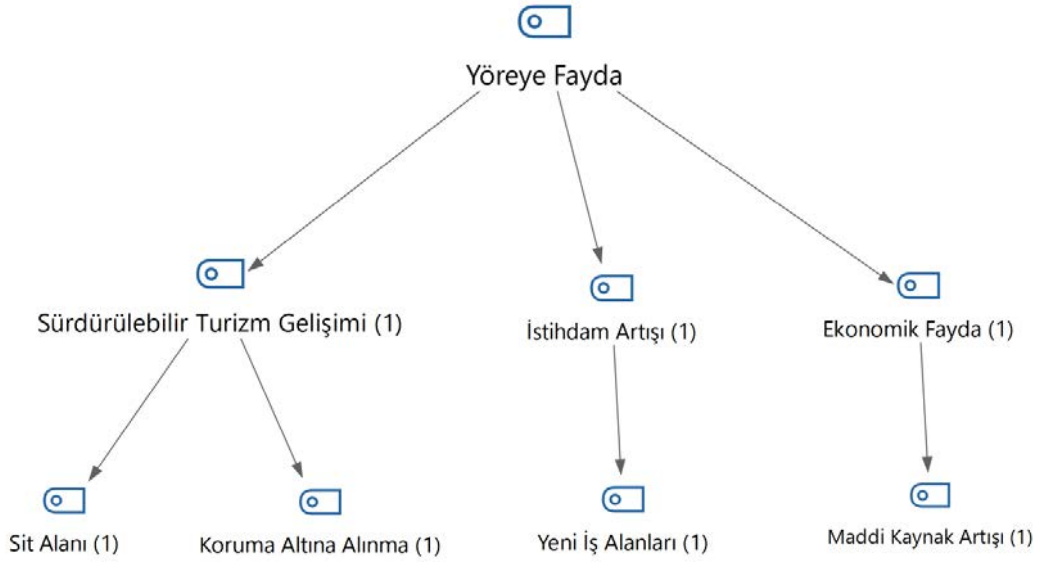 Yöreye Fayda
Sürdürülebilir Turizm Gelişimi (1)
İstihdam Artışı (1)
Ekonomik Fayda (1)
Sit Alanı (1)
Koruma Altına Alınma (1)
Yeni İş Alanları (1)
Maddi Kaynak Artışı (1)